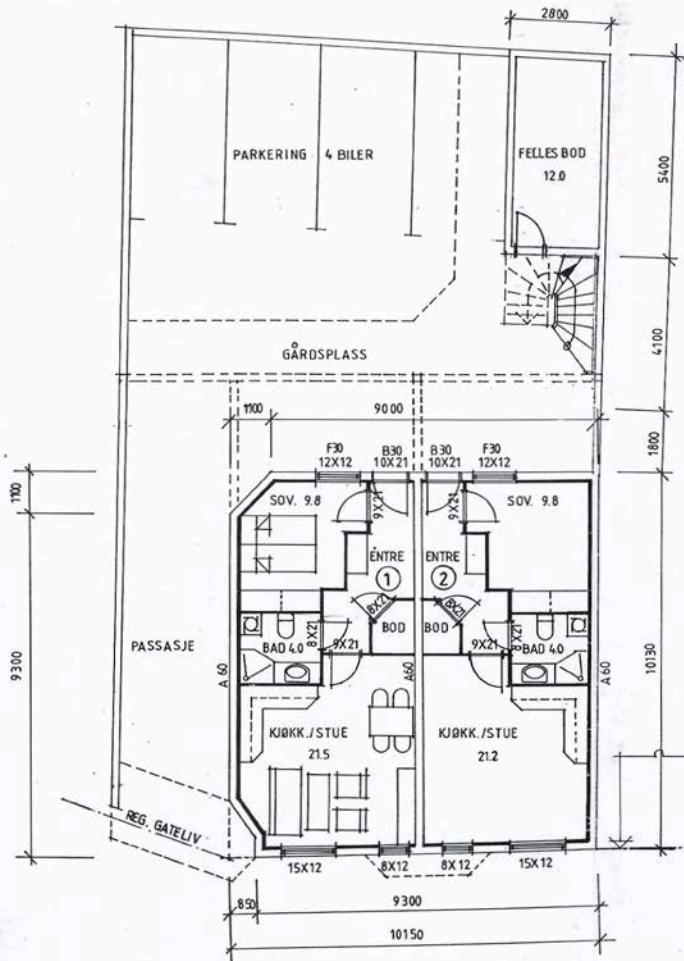 2800
PARKERING 4 BILER
FELLES BOD
12.0
5400
4100
GÅRDSPLASS
1100
9000
1800
F30
12X12
B30
10X21
B30
10X21
F30
12X12
1100
SOV. 9.8
9X21
9X21
SOV. 9.8
ENTRE
1
ENTRE
2
8X21
8X21
BOD
BOD
8X21
9X21
9X21
8X21
BAD 4.0
BAD 4.0
PASSASJE
9300
A 60
A60
A 60
10130
KJØKK./STUE
21.5
KJØKK./STUE
21.2
REG. GATELIV
15X12
8X12
8X12
15X12
850
9300
10150